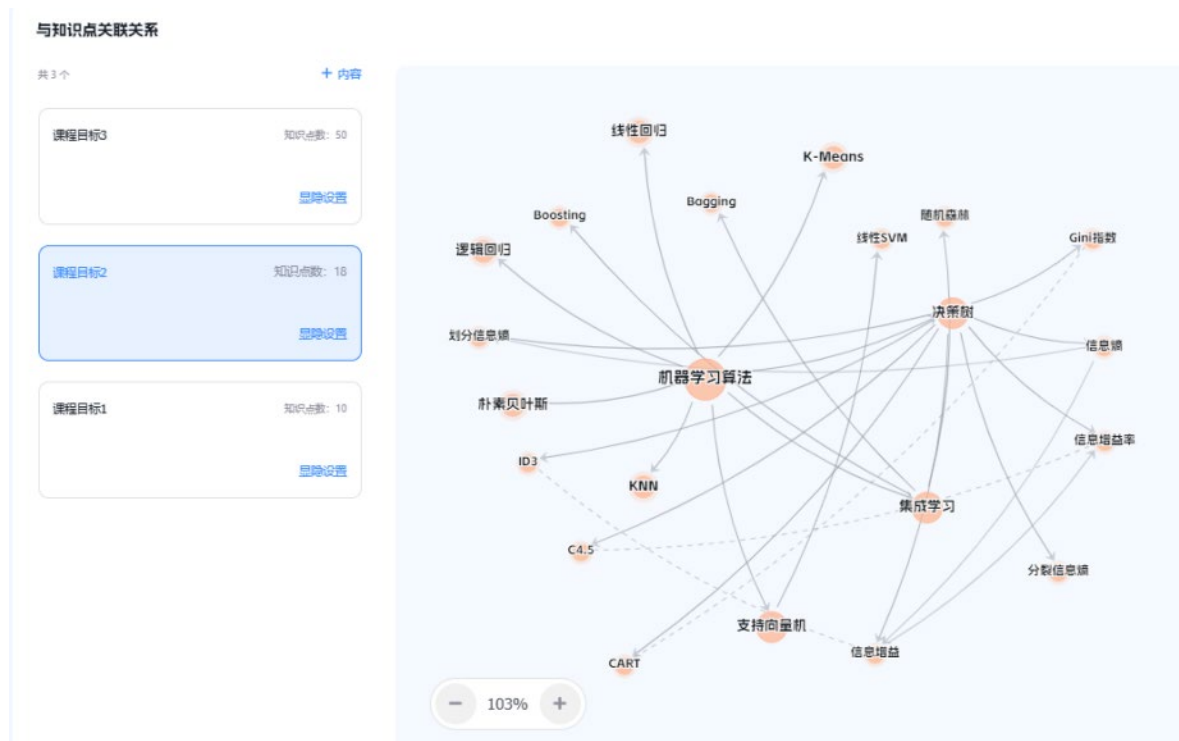 与知识点关联关系
共3个
+ 内容
课程目标3
知识点数: 50
显隐设置
课程目标2
知识点数: 18
显隐设置
课程目标1
知识点数: 10
显隐设置
线性回归
K-Means
Bagging
Boosting
随机森林
线性SVM
Gini指数
逻辑回归
决策树
划分信息熵
信息熵
机器学习算法
朴素贝叶斯
信息增益率
ID3
KNN
集成学习
C4.5
分裂信息熵
支持向量机
信息增益
CART
− 103% +